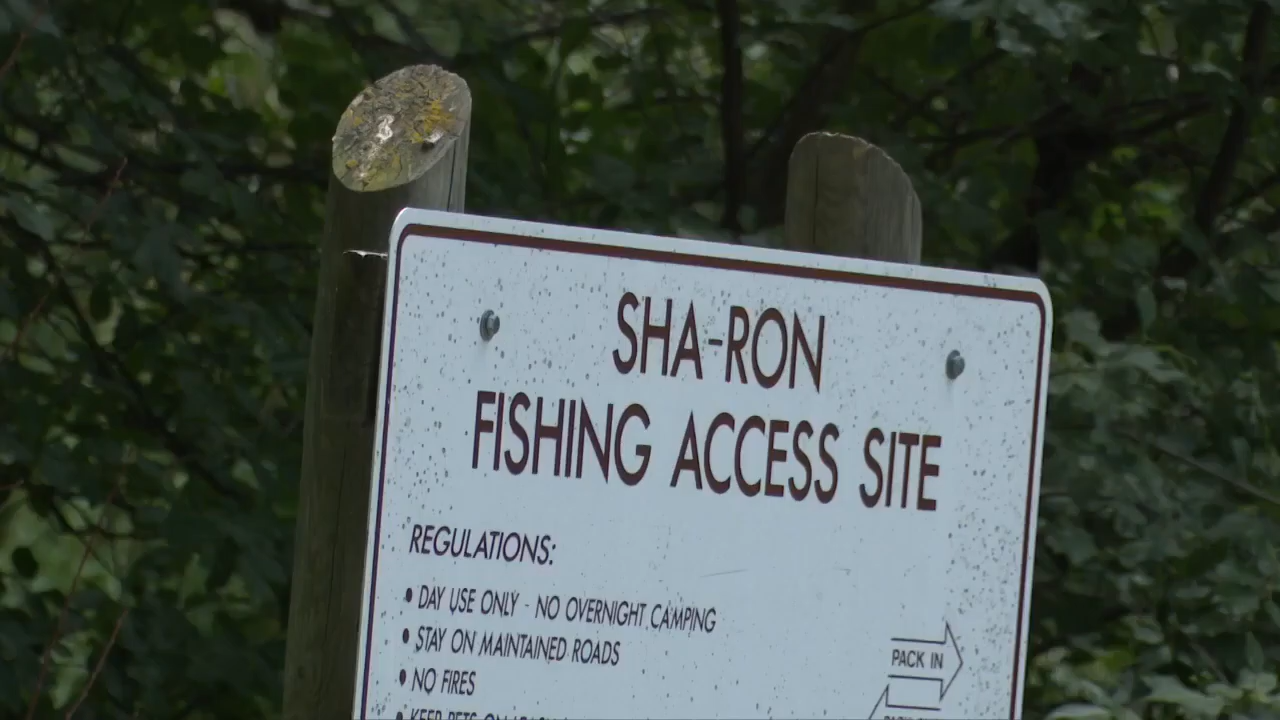 SHA-RON
FISHING ACCESS SITE
REGULATIONS:
• DAY USE ONLY - NO OVERNIGHT CAMPING
• STAY ON MAINTAINED ROADS
• NO FIRES
PACK IN